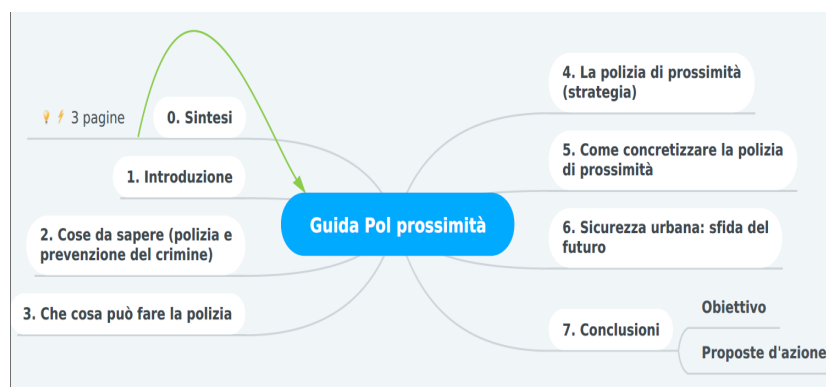 3 pagine
0. Sintesi
1. Introduzione
2. Cose da sapere (polizia e
prevenzione del crimine)
3. Che cosa può fare la polizia
Guida Pol prossimità
4. La polizia di prossimità
(strategia)
5. Come concretizzare la polizia
di prossimità
6. Sicurezza urbana: sfida del
futuro
7. Conclusioni
Obiettivo
Proposte d'azione